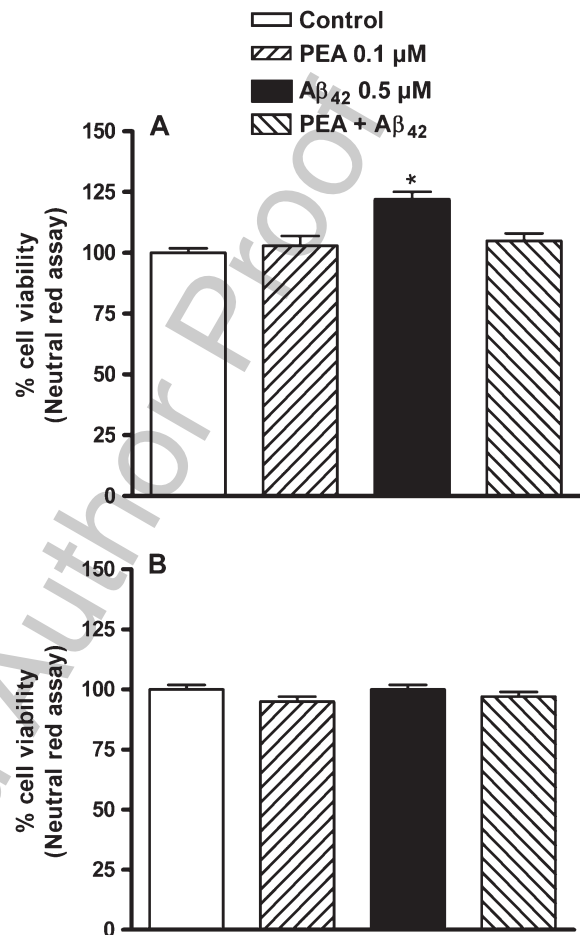 Control
PEA 0.1 µM
Aβ42 0.5 µM
PEA + Aβ42
A
150
125
100
75
50
25
0
% cell viability
(Neutral red assay)
*
B
150
125
100
75
50
25
0
% cell viability
(Neutral red assay)
Author Proof